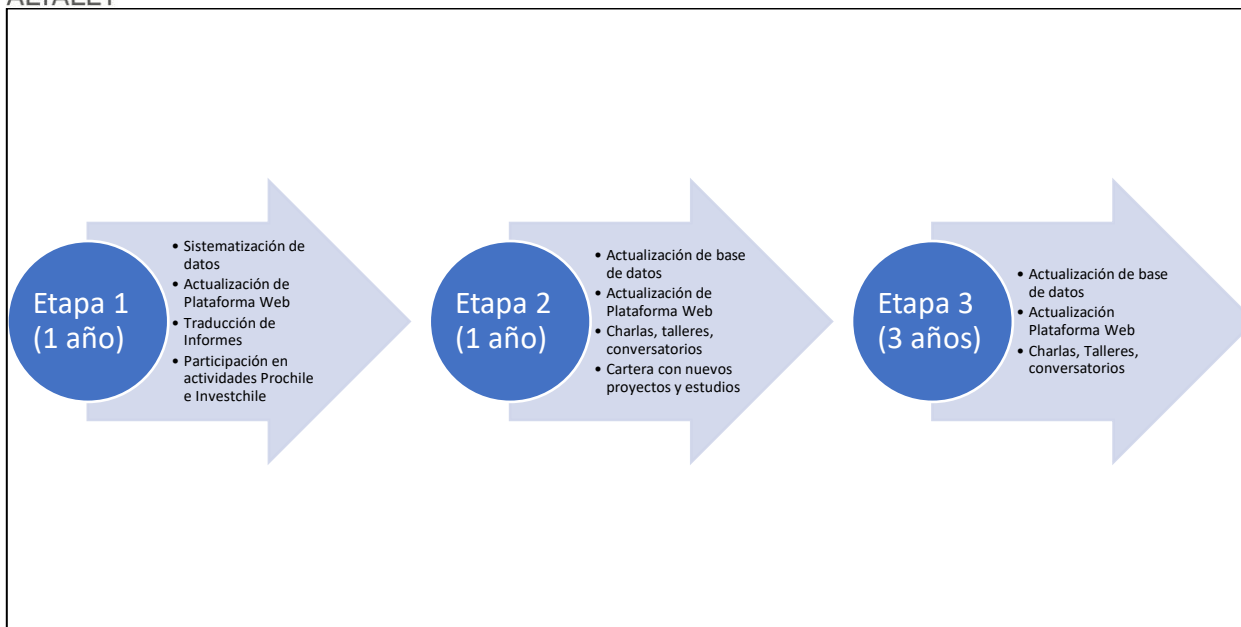 Etapa 1
(1 año)
• Sistematización de
datos
• Actualización de
Plataforma Web
• Traducción de
Informes
• Participación en
actividades Prochile
e Investchile
Etapa 2
(1 año)
• Actualización de base
de datos
• Actualización de
Plataforma Web
• Charlas, talleres,
conversatorios
• Cartera con nuevos
proyectos y estudios
Etapa 3
(3 años)
• Actualización de base
de datos
• Actualización
Plataforma Web
• Charlas, Talleres,
conversatorios